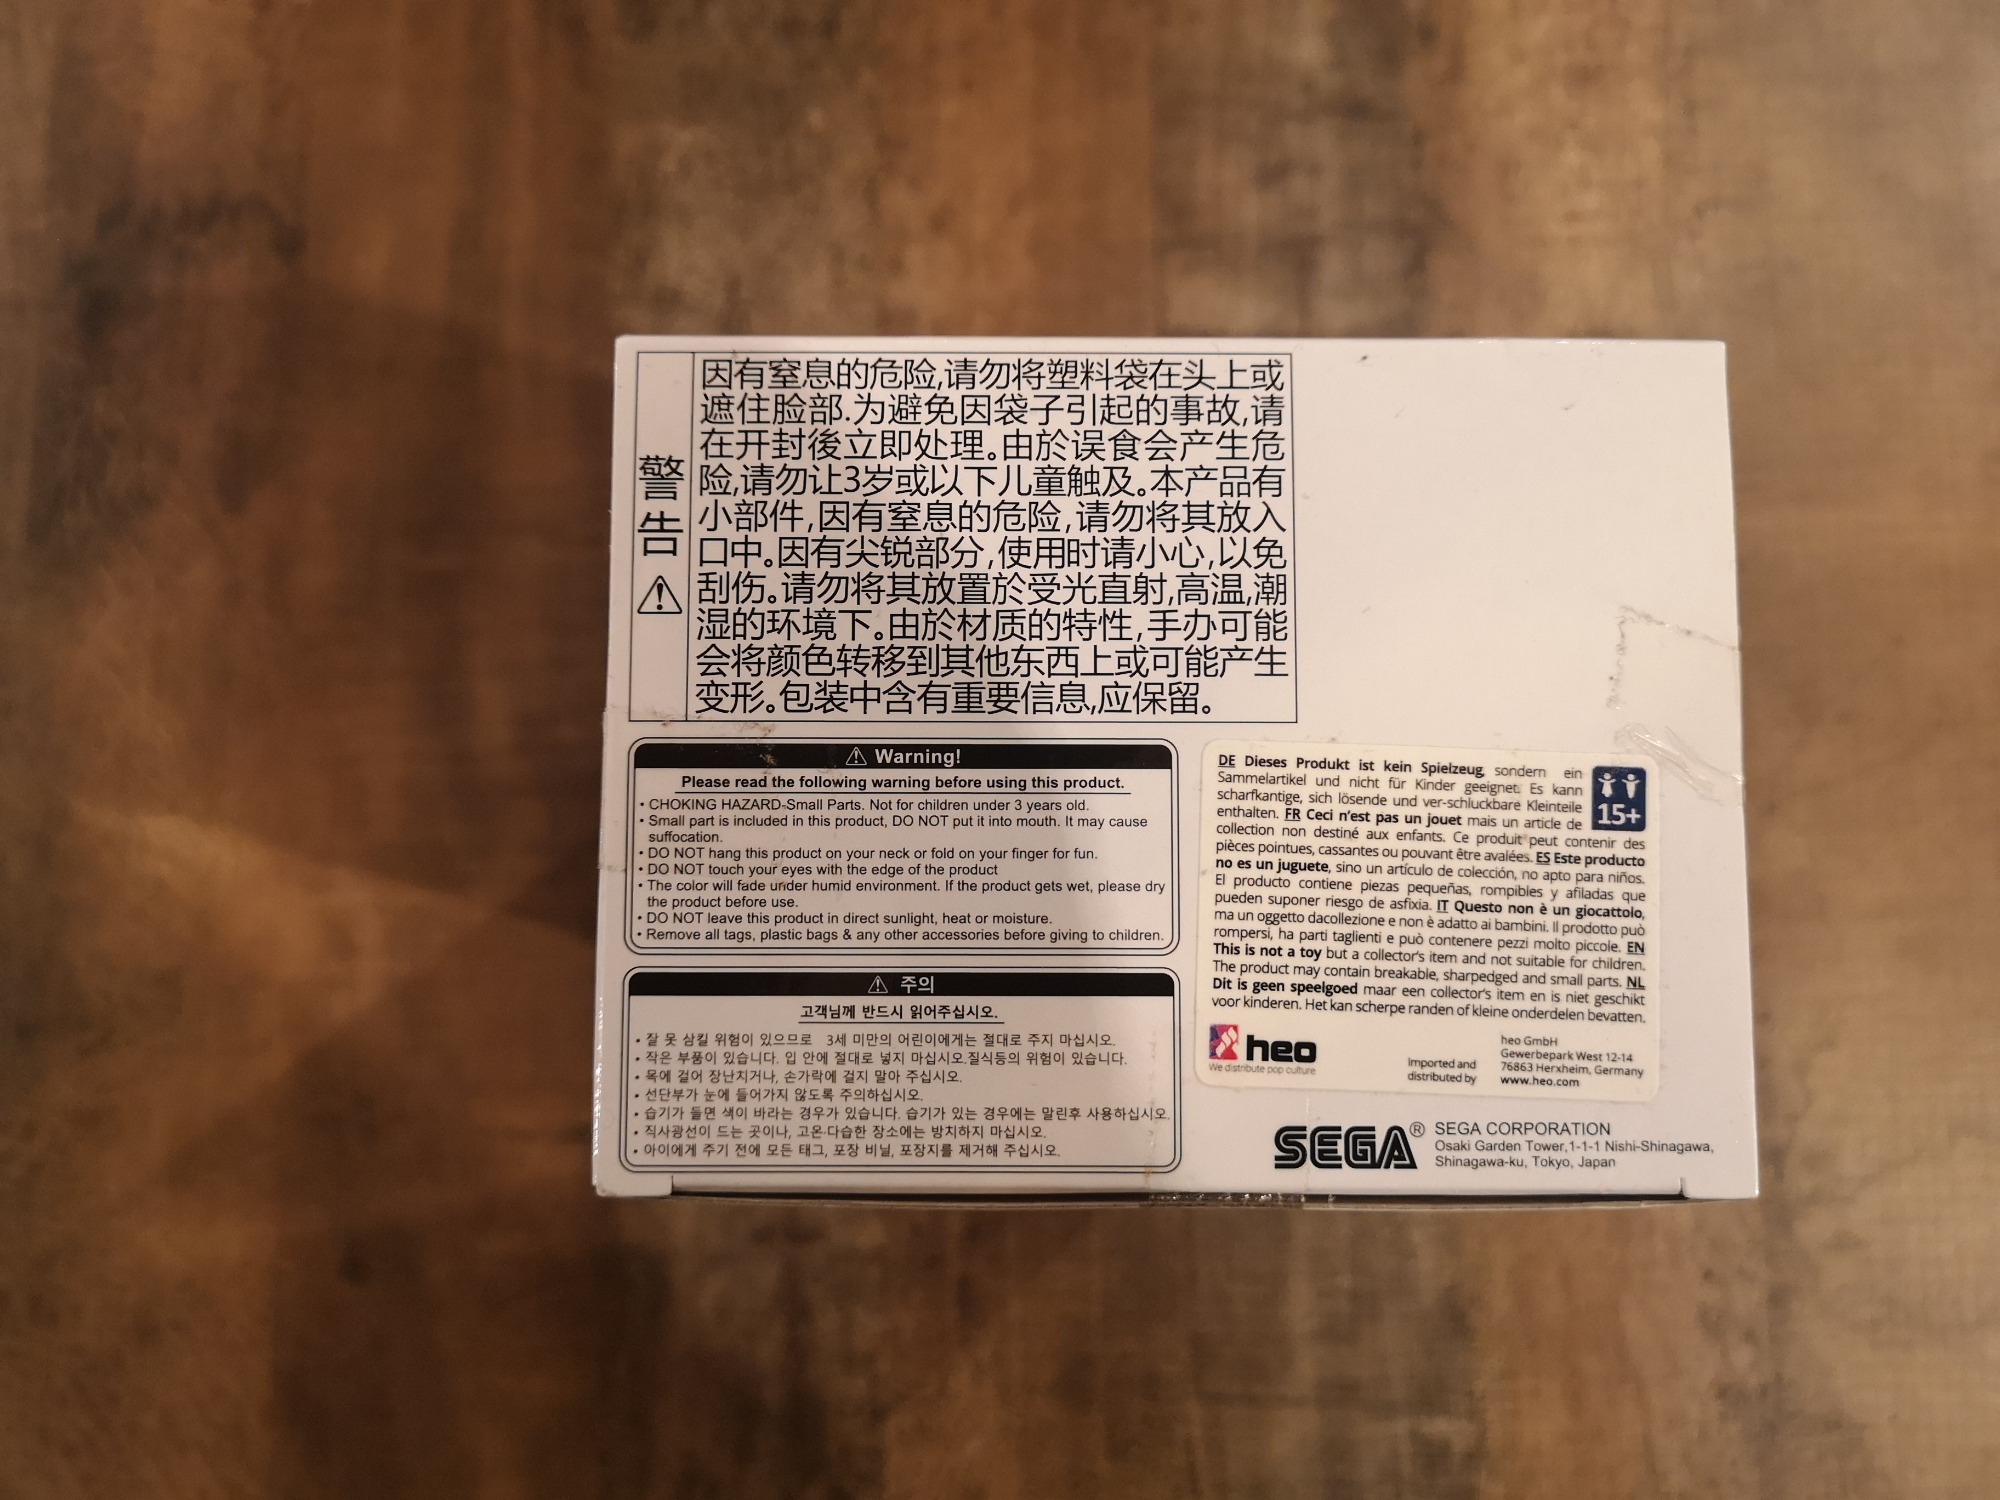 警告
因有窒息的危险,请勿将塑料袋在头上或
遮住脸部.为避免因袋子引起的事故,请
在开封後立即处理。由於误食会产生危
险,请勿让3岁或以下儿童触及。本产品有
小部件,因有窒息的危险,请勿将其放入
口中。因有尖锐部分,使用时请小心,以免
刮伤。请勿将其放置於受光直射,高温,潮
湿的环境下。由於材质的特性,手办可能
会将颜色转移到其他东西上或可能产生
变形。包装中含有重要信息,应保留。
Warning!
Please read the following warning before using this product.
• CHOKING HAZARD-Small Parts. Not for children under 3 years old.
• Small part is included in this product, DO NOT put it into mouth. It may cause
suffocation.
• DO NOT hang this product on your neck or fold on your finger for fun.
• DO NOT touch your eyes with the edge of the product
• The color will fade under humid environment. If the product gets wet, please dry
the product before use.
• DO NOT leave this product in direct sunlight, heat or moisture.
• Remove all tags, plastic bags & any other accessories before giving to children.
주의
고객님께 반드시 읽어주십시오.
• 잘 못 삼킬 위험이 있으므로 3세 미만의 어린이에게는 절대로 주지 마십시오.
• 작은 부품이 있습니다. 입 안에 절대로 넣지 마십시오.질식등의 위험이 있습니다.
• 목에 걸어 장난치거나, 손가락에 걸지 말아 주십시오.
• 선단부가 눈에 들어가지 않도록 주의하십시오.
• 습기가 들면 색이 바라는 경우가 있습니다. 습기가 있는 경우에는 말린후 사용하십시오.
• 직사광선이 드는 곳이나, 고온·다습한 장소에는 방치하지 마십시오.
• 아이에게 주기 전에 모든 태그, 포장 비닐, 포장지를 제거해 주십시오.
DE Dieses Produkt ist kein Spielzeug, sondern ein
Sammelartikel und nicht für Kinder geeignet. Es kann
scharfkantige, sich lösende und ver-schluckbare Kleinteile
enthalten. FR Ceci n'est pas un jouet mais un article de
collection non destiné aux enfants. Ce produit peut contenir des
pièces pointues, cassantes ou pouvant être avalées. ES Este producto
no es un juguete, sino un artículo de colección, no apto para niños.
El producto contiene piezas pequeñas, rompibles y afiladas que
pueden suponer riesgo de asfixia. IT Questo non è un giocattolo,
ma un oggetto dacollezione e non è adatto ai bambini. Il prodotto può
rompersi, ha parti taglienti e può contenere pezzi molto piccole. EN
This is not a toy but a collector's item and not suitable for children.
The product may contain breakable, sharpedged and small parts. NL
Dit is geen speelgoed maar een collector's item en is niet geschikt
voor kinderen. Het kan scherpe randen of kleine onderdelen bevatten.
15+
heo
We distribute pop culture
Imported and
distributed by
heo GmbH
Gewerbepark West 12-14
76863 Herxheim, Germany
www.heo.com
SEGA®
SEGA CORPORATION
Osaki Garden Tower,1-1-1 Nishi-Shinagawa,
Shinagawa-ku, Tokyo, Japan